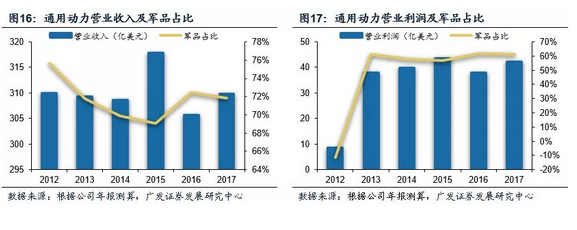 图16：通用动力营业收入及军品占比
营业收入（亿美元） 军品占比
320 78%
76%
315 74%
72%
310 70%
305 68%
300 66%
295 64%
2012 2013 2014 2015 2016 2017
数据来源：根据公司年报测算，广发证券发展研究中心
图17：通用动力营业利润及军品占比
营业利润（亿美元） 军品占比
50 70%
60%
40 50%
40%
30 30%
20 20%
10%
10 0%
-10%
0 -20%
2012 2013 2014 2015 2016 2017
数据来源：根据公司年报测算，广发证券发展研究中心